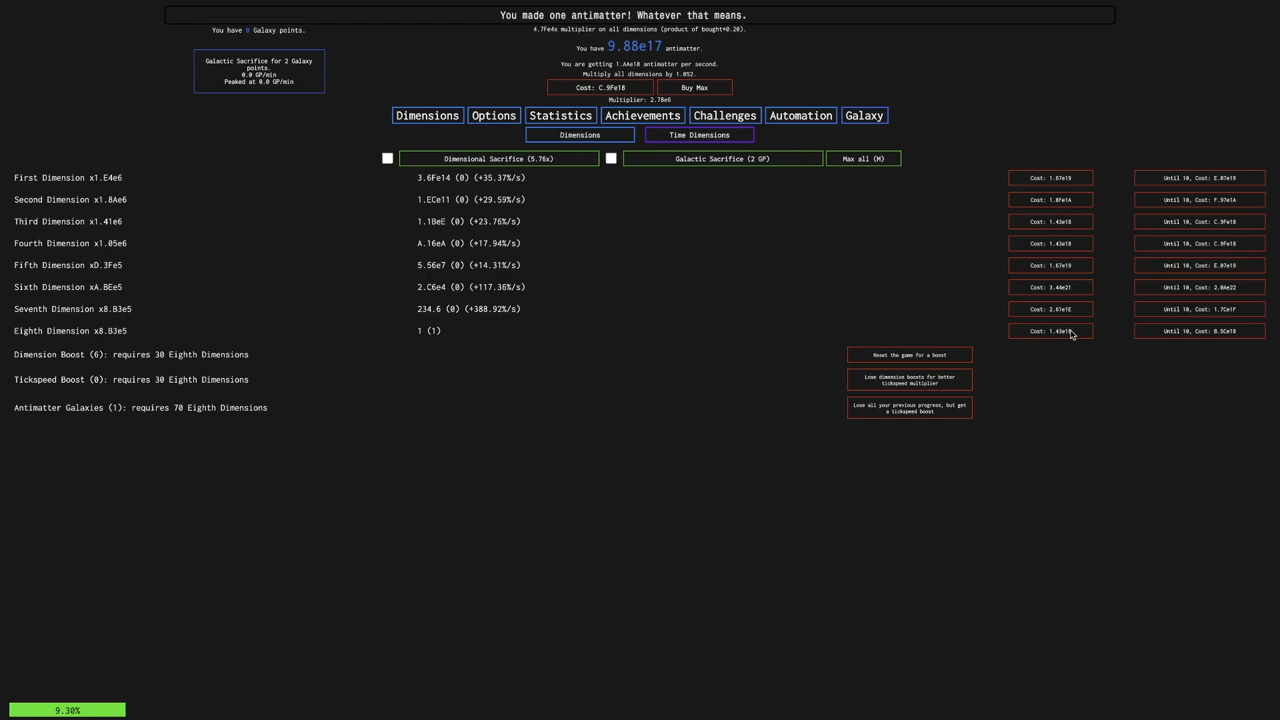 You made one antimatter! Whatever that means.
You have 0 Galaxy points.
4.7Fe4x multiplier on all dimensions (product of bought*0.20).
You have 9.88e17 antimatter.
Galactic Sacrifice for 2 Galaxy
points.
0.0 GP/min
Peaked at 0.0 GP/min
You are getting 1.AAe18 antimatter per second.
Multiply all dimensions by 1.052.
Cost: C.9Fe18 Buy Max
Multiplier: 2.78e6
Dimensions Options Statistics Achievements Challenges Automation Galaxy
Dimensions Time Dimensions
Dimensional Sacrifice (5.76x) Galactic Sacrifice (2 GP) Max all (M)
First Dimension x1.E4e6 3.6Fe14 (0) (+35.37%/s) Cost: 1.67e19 Until 10, Cost: E.07e19
Second Dimension x1.8Ae6 1.ECe11 (0) (+29.59%/s) Cost: 1.8Fe1A Until 10, Cost: F.97e1A
Third Dimension x1.41e6 1.1BeE (0) (+23.76%/s) Cost: 1.43e18 Until 10, Cost: C.9Fe18
Fourth Dimension x1.05e6 A.16eA (0) (+17.94%/s) Cost: 1.43e18 Until 10, Cost: C.9Fe18
Fifth Dimension xD.3Fe5 5.56e7 (0) (+14.31%/s) Cost: 1.67e19 Until 10, Cost: E.07e19
Sixth Dimension xA.BEe5 2.C6e4 (0) (+117.36%/s) Cost: 3.44e21 Until 10, Cost: 2.0Ae22
Seventh Dimension x8.B3e5 234.6 (0) (+388.92%/s) Cost: 2.61e1E Until 10, Cost: 1.7Ce1F
Eighth Dimension x8.B3e5 1 (1) Cost: 1.43e18 Until 10, Cost: B.5Ce18
Dimension Boost (6): requires 30 Eighth Dimensions Reset the game for a boost
Tickspeed Boost (0): requires 30 Eighth Dimensions Lose dimension boosts for better
tickspeed multiplier
Antimatter Galaxies (1): requires 70 Eighth Dimensions Lose all your previous progress, but get
a tickspeed boost
9.30%